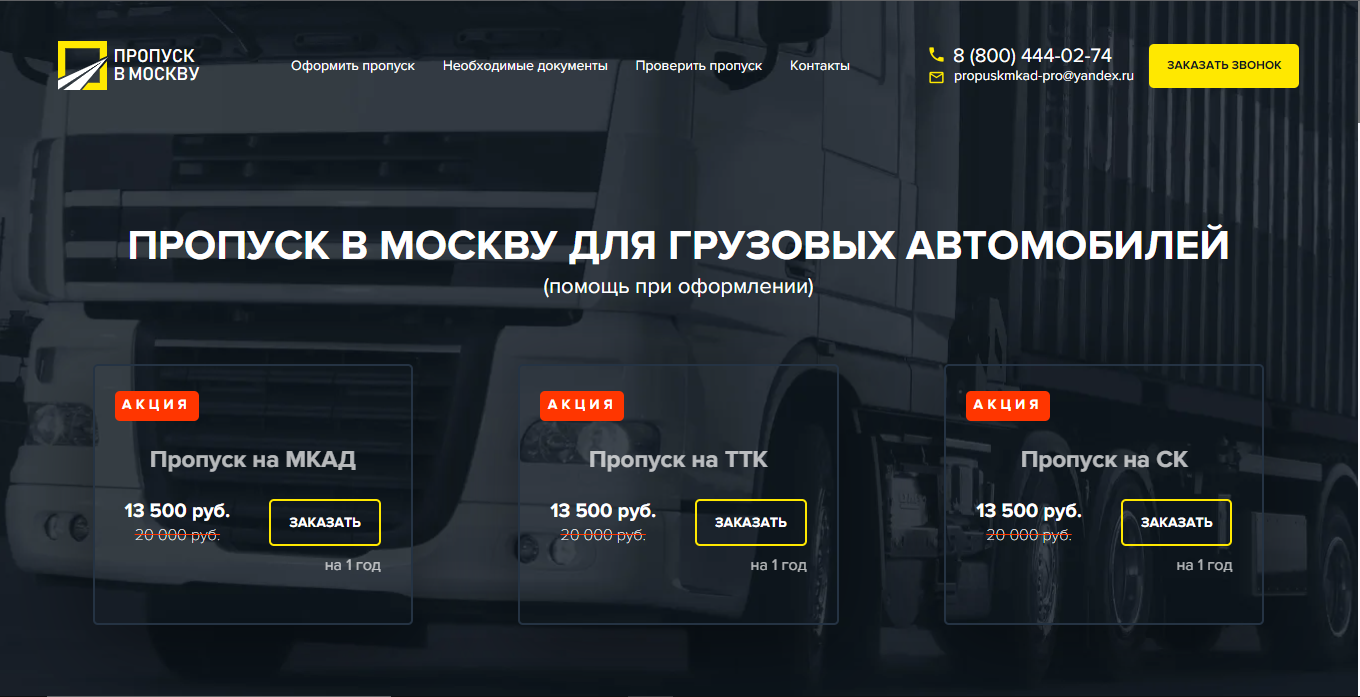 ПРОПУСК
В МОСКВУ
Оформить пропуск
Необходимые документы
Проверить пропуск
Контакты
8 (800) 444-02-74
propuskmkad-pro@yandex.ru
ЗАКАЗАТЬ ЗВОНОК
ПРОПУСК В МОСКВУ ДЛЯ ГРУЗОВЫХ АВТОМОБИЛЕЙ
(помощь при оформлении)
АКЦИЯ
Пропуск на МКАД
13 500 руб.
20 000 руб.
ЗАКАЗАТЬ
на 1 год
АКЦИЯ
Пропуск на ТТК
13 500 руб.
20 000 руб.
ЗАКАЗАТЬ
на 1 год
АКЦИЯ
Пропуск на СК
13 500 руб.
20 000 руб.
ЗАКАЗАТЬ
на 1 год